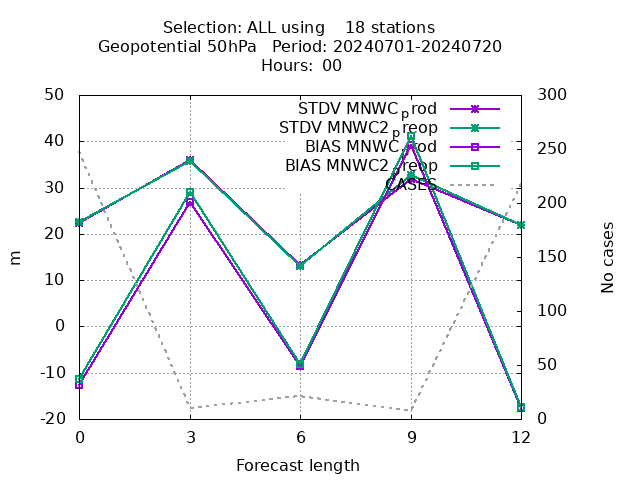 Selection: ALL using    18 stations
Geopotential 50hPa   Period: 20240701-20240720
Hours: 00
STDV MNWC_prod
STDV MNWC2_preop
BIAS MNWC_prod
BIAS MNWC2_preop
CASES
50
40
30
20
10
0
-10
-20
m
300
250
200
150
100
50
0
No cases
0 3 6 9 12
Forecast length